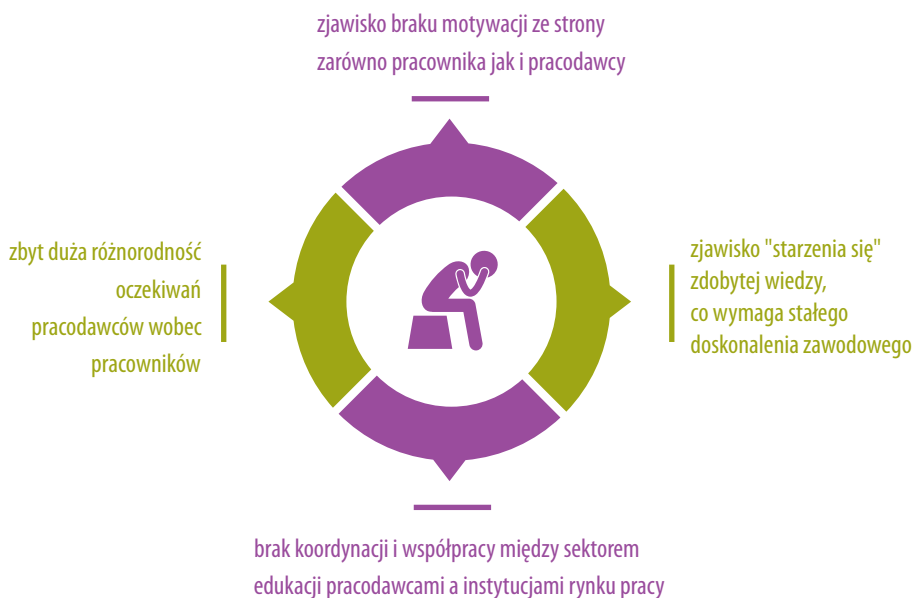 zjawisko braku motywacji ze strony
zarówno pracownika jak i pracodawcy
zbyt duża różnorodność
oczekiwań
pracodawców wobec
pracowników
zjawisko "starzenia się"
zdobytej wiedzy,
co wymaga stałego
doskonalenia zawodowego
brak koordynacji i współpracy między sektorem
edukacji pracodawcami a instytucjami rynku pracy